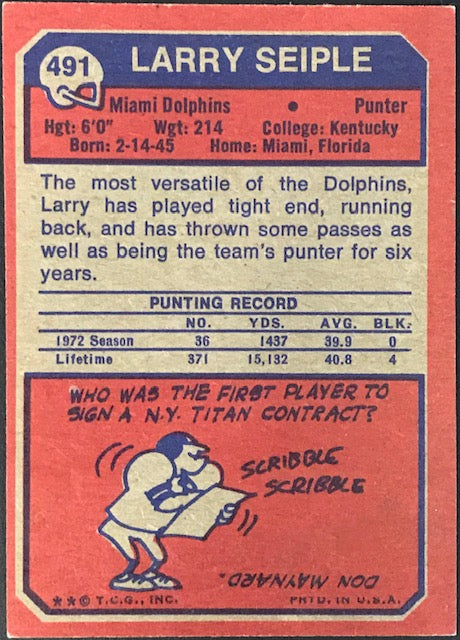 491 LARRY SEIPLE
Miami Dolphins • Punter
Hgt: 6'0" Wgt: 214 College: Kentucky
Born: 2-14-45 Home: Miami, Florida
The most versatile of the Dolphins,
Larry has played tight end, running
back, and has thrown some passes as
well as being the team's punter for six
years.
PUNTING RECORD
NO. YDS. AVG. BLK.
1972 Season 36 1437 39.9 0
Lifetime 371 15,132 40.8 4
WHO WAS THE FIRST PLAYER TO
SIGN A N.Y. TITAN CONTRACT?
SCRIBBLE
SCRIBBLE
DON MAYNARD.
**© T.C.G., INC. PRTD. IN U.S.A.